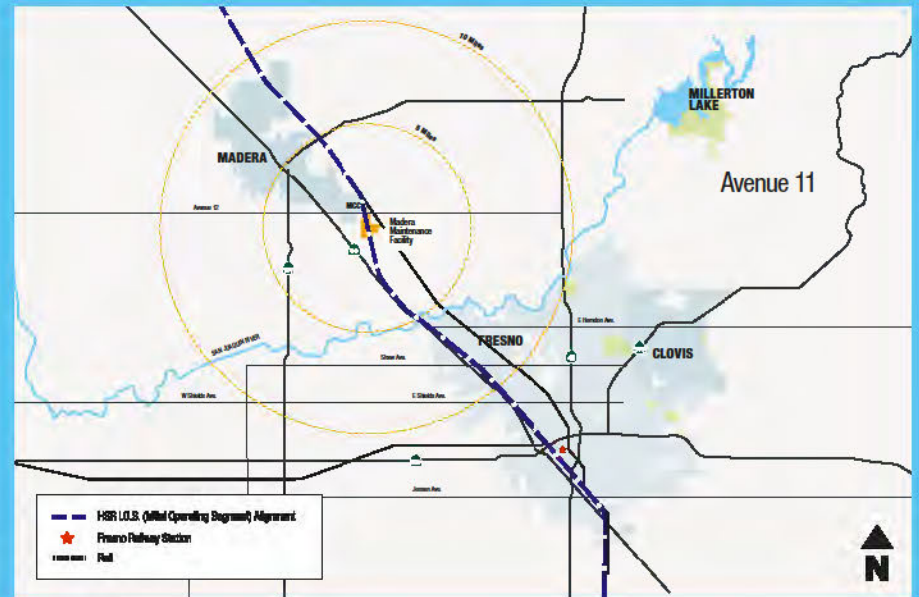 10 Miles
MILLERTON
LAKE
5 Miles
MADERA
Avenue 11
MCC
Avenue 12
Madera
Maintenance
Facility
SAN JOAQUIN RIVER
E Herndon Ave.
FRESNO
CLOVIS
Shaw Ave.
W Shields Ave.
E Shields Ave.
Jensen Ave.
HSR I.O.S. (Initial Operating Segment) Alignment
Fresno Railway Station
Rail
N